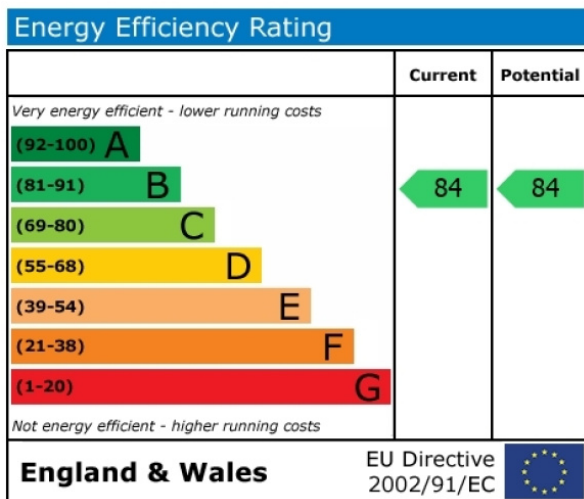 Energy Efficiency Rating
Current Potential
Very energy efficient - lower running costs
(92-100) A
(81-91) B 84 84
(69-80) C
(55-68) D
(39-54) E
(21-38) F
(1-20) G
Not energy efficient - higher running costs
England & Wales
EU Directive
2002/91/EC